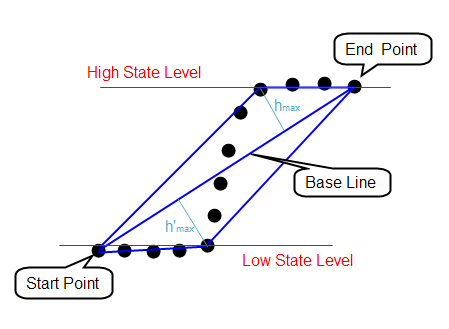 End Point
High State Level
hmax
Base Line
h'max
Low State Level
Start Point